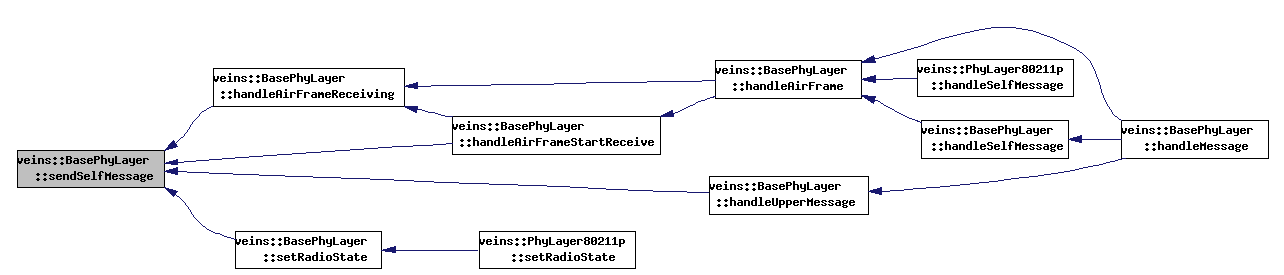 veins::BasePhyLayer
::sendSelfMessage
veins::BasePhyLayer
::handleAirFrameReceiving
veins::BasePhyLayer
::handleAirFrameStartReceive
veins::BasePhyLayer
::handleAirFrame
veins::PhyLayer80211p
::handleSelfMessage
veins::BasePhyLayer
::handleSelfMessage
veins::BasePhyLayer
::handleMessage
veins::BasePhyLayer
::handleUpperMessage
veins::BasePhyLayer
::setRadioState
veins::PhyLayer80211p
::setRadioState